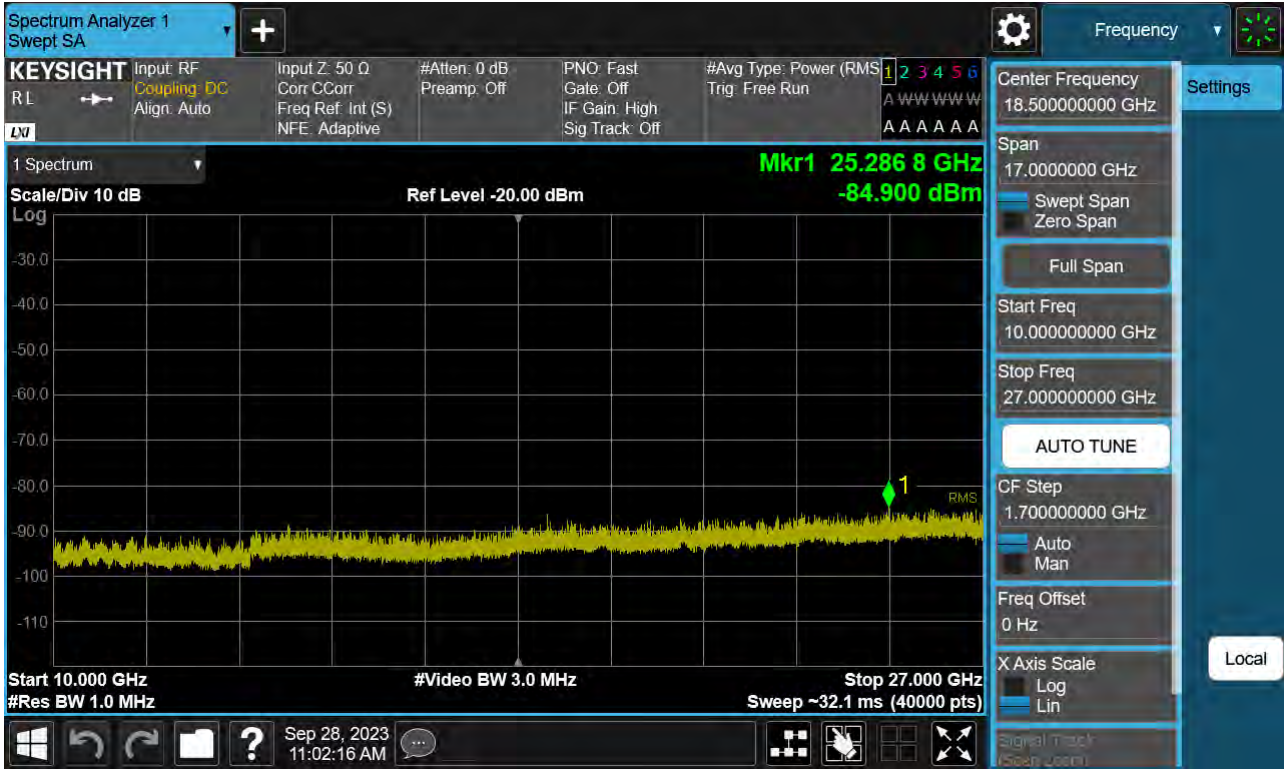 Spectrum Analyzer 1
Swept SA
+
Frequency
KEYSIGHT
RL
LXI
Input: RF
Coupling: DC
Align: Auto
Input Z: 50 Ω
Corr CCorr
Freq Ref: Int (S)
NFE: Adaptive
#Atten: 0 dB
Preamp: Off
PNO: Fast
Gate: Off
IF Gain: High
Sig Track: Off
#Avg Type: Power (RMS
Trig: Free Run
1 2 3 4 5 6
A W W W W W
A A A A A A
1 Spectrum
Scale/Div 10 dB
Log
Ref Level -20.00 dBm
Mkr1 25.286 8 GHz
-84.900 dBm
-30.0
-40.0
-50.0
-60.0
-70.0
-80.0
-90.0
-100
-110
1
RMS
Start 10.000 GHz
#Res BW 1.0 MHz
#Video BW 3.0 MHz
Stop 27.000 GHz
Sweep ~32.1 ms (40000 pts)
Center Frequency
18.500000000 GHz
Span
17.0000000 GHz
Swept Span
Zero Span
Full Span
Start Freq
10.000000000 GHz
Stop Freq
27.000000000 GHz
AUTO TUNE
CF Step
1.700000000 GHz
Auto
Man
Freq Offset
0 Hz
X Axis Scale
Log
Lin
Signal Track
(Span Zoom)
Settings
Local
?
Sep 28, 2023
11:02:16 AM